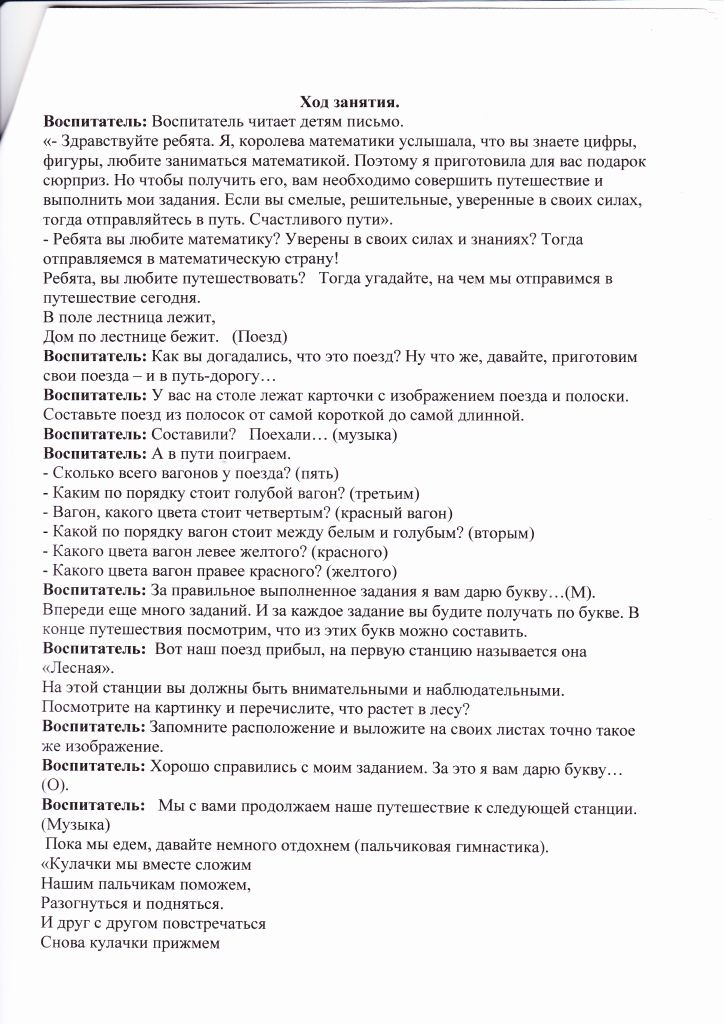 Ход занятия.
Воспитатель: Воспитатель читает детям письмо.
«- Здравствуйте ребята. Я, королева математики услышала, что вы знаете цифры,
фигуры, любите заниматься математикой. Поэтому я приготовила для вас подарок
сюрприз. Но чтобы получить его, вам необходимо совершить путешествие и
выполнить мои задания. Если вы смелые, решительные, уверенные в своих силах,
тогда отправляйтесь в путь. Счастливого пути».
- Ребята вы любите математику? Уверены в своих силах и знаниях? Тогда
отправляемся в математическую страну!
Ребята, вы любите путешествовать? Тогда угадайте, на чем мы отправимся в
путешествие сегодня.
В поле лестница лежит,
Дом по лестнице бежит. (Поезд)
Воспитатель: Как вы догадались, что это поезд? Ну что же, давайте, приготовим
свои поезда – и в путь-дорогу…
Воспитатель: У вас на столе лежат карточки с изображением поезда и полоски.
Составьте поезд из полосок от самой короткой до самой длинной.
Воспитатель: Составили? Поехали… (музыка)
Воспитатель: А в пути поиграем.
- Сколько всего вагонов у поезда? (пять)
- Каким по порядку стоит голубой вагон? (третьим)
- Вагон, какого цвета стоит четвертым? (красный вагон)
- Какой по порядку вагон стоит между белым и голубым? (вторым)
- Какого цвета вагон левее желтого? (красного)
- Какого цвета вагон правее красного? (желтого)
Воспитатель: За правильное выполненное задания я вам дарю букву…(М).
Впереди еще много заданий. И за каждое задание вы будите получать по букве. В
конце путешествия посмотрим, что из этих букв можно составить.
Воспитатель: Вот наш поезд прибыл, на первую станцию называется она
«Лесная».
На этой станции вы должны быть внимательными и наблюдательными.
Посмотрите на картинку и перечислите, что растет в лесу?
Воспитатель: Запомните расположение и выложите на своих листах точно такое
же изображение.
Воспитатель: Хорошо справились с моим заданием. За это я вам дарю букву…
(О).
Воспитатель: Мы с вами продолжаем наше путешествие к следующей станции.
(Музыка)
Пока мы едем, давайте немного отдохнем (пальчиковая гимнастика).
«Кулачки мы вместе сложим
Нашим пальчикам поможем,
Разогнуться и подняться.
И друг с другом повстречаться
Снова кулачки прижмем